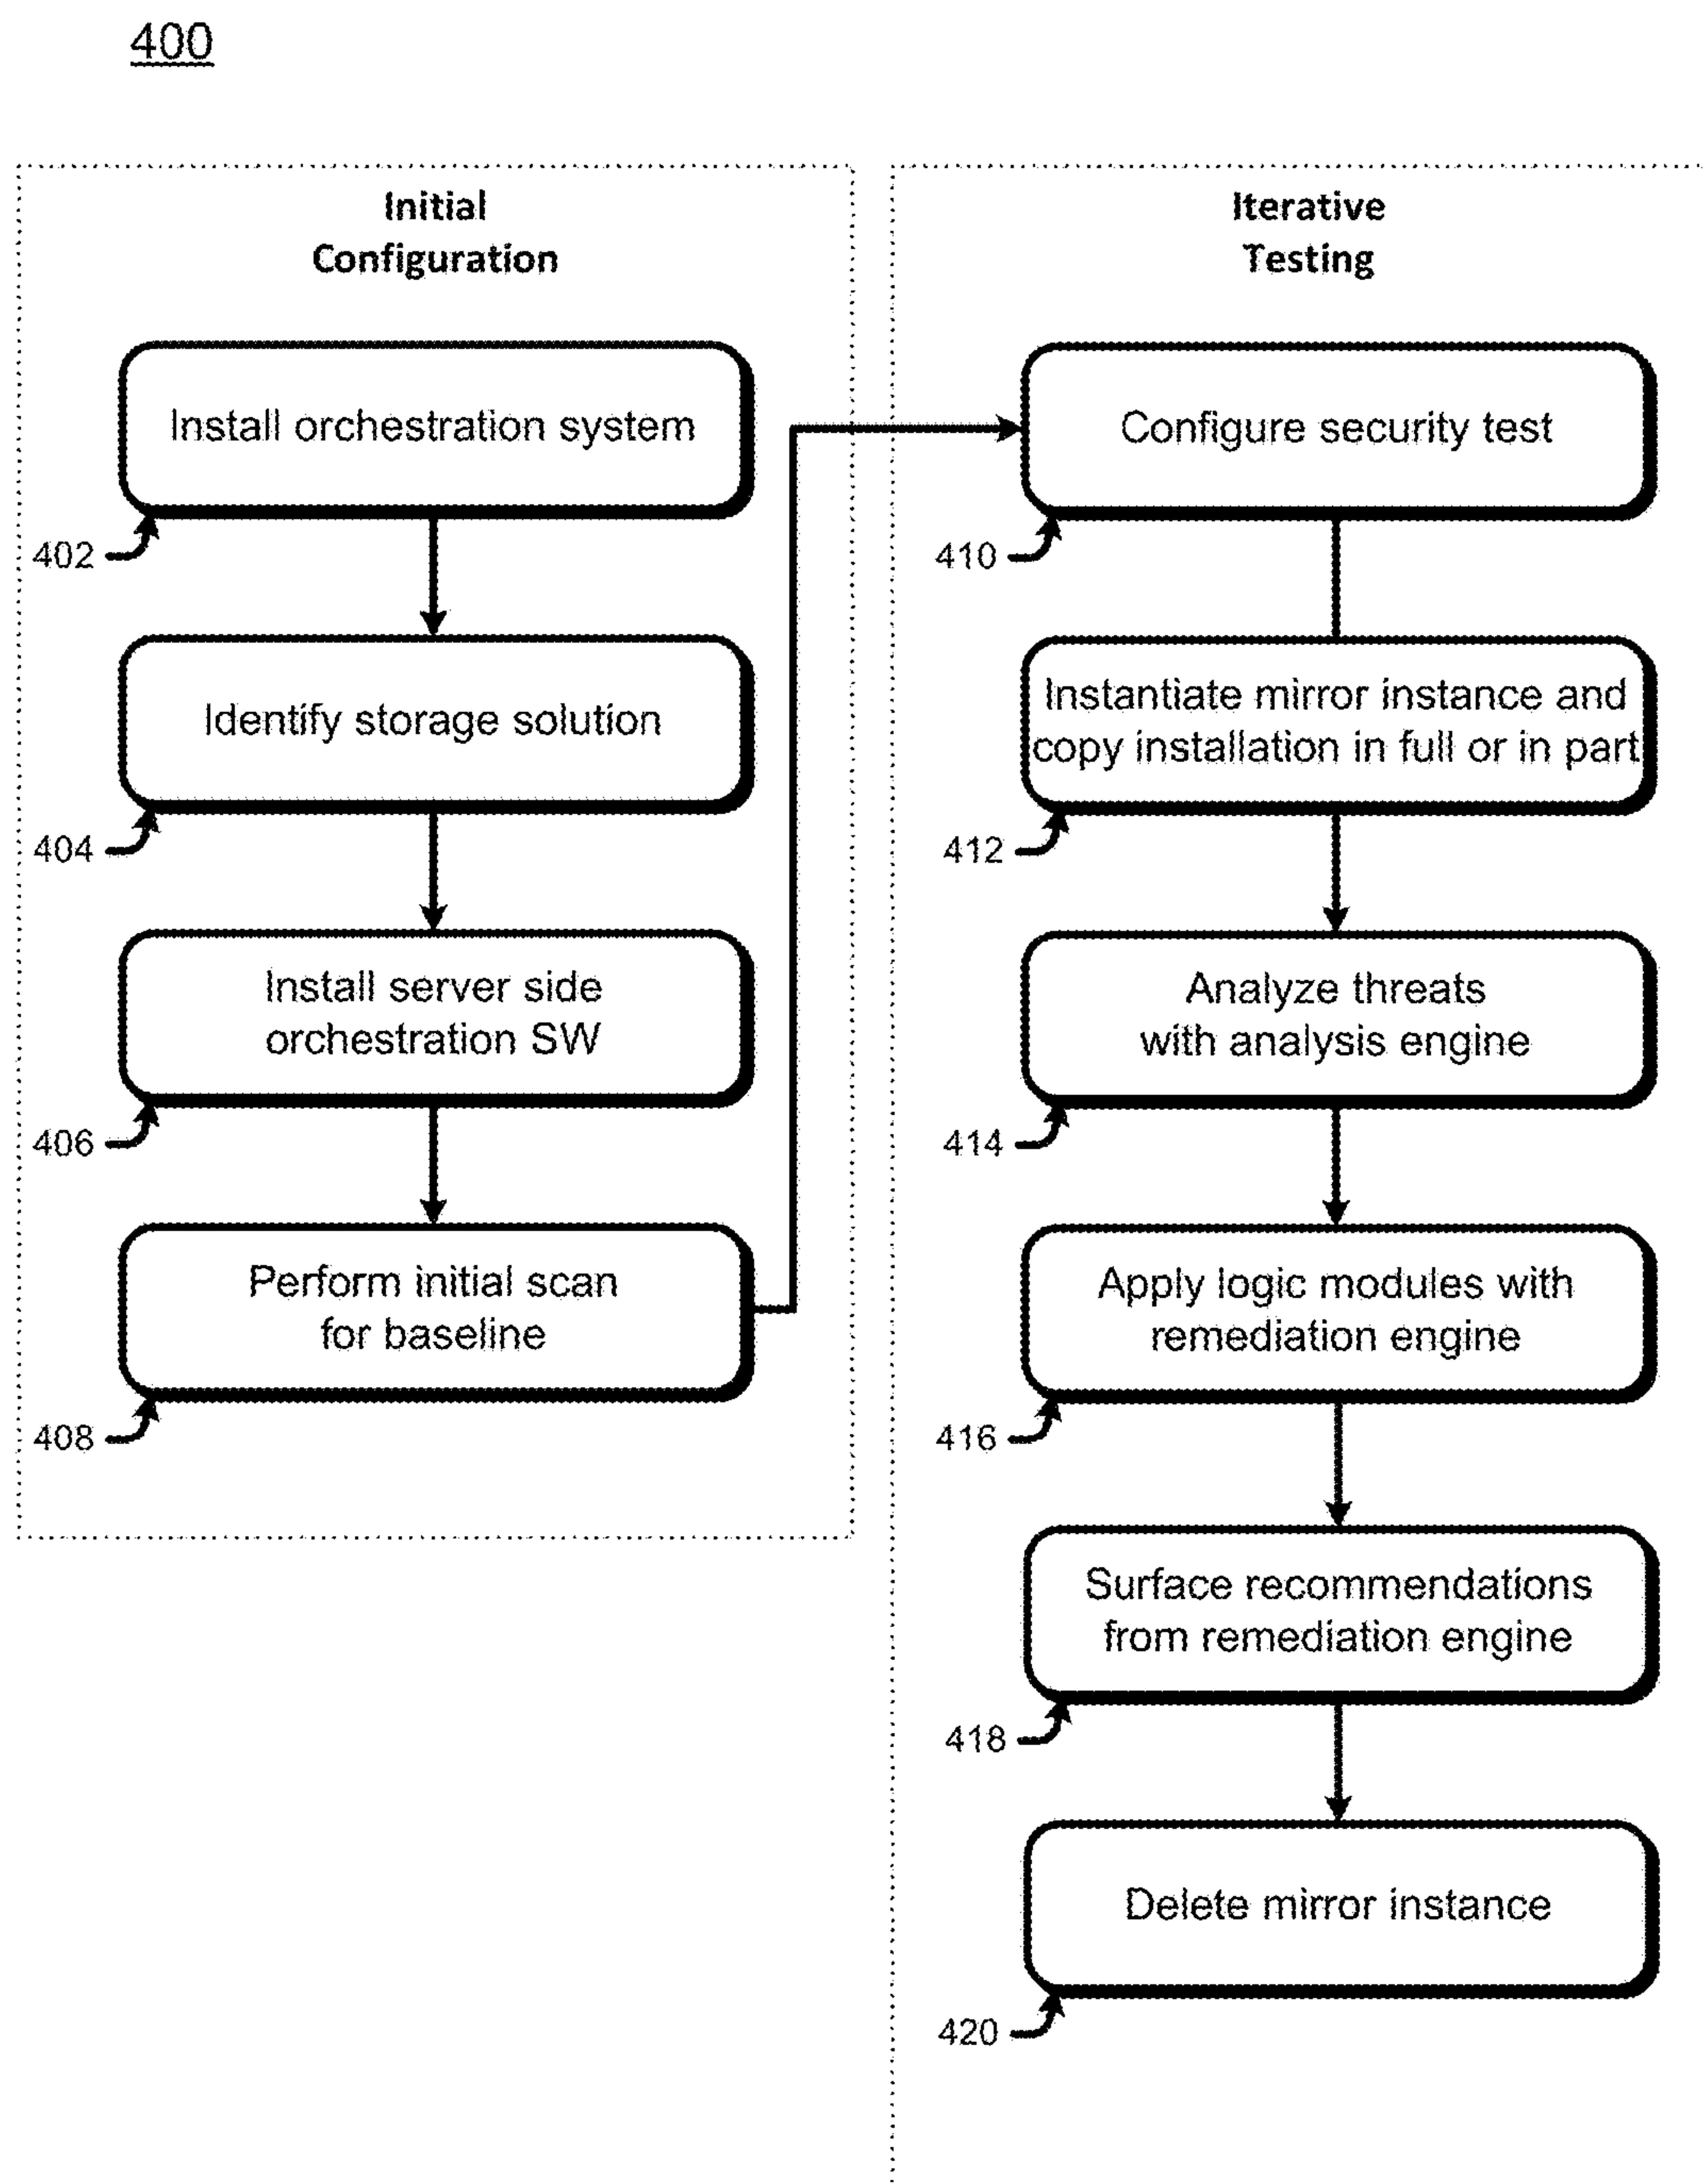 400
Initial
Configuration
Install orchestration system
402
Identify storage solution
404
Install server side
orchestration SW
406
Perform initial scan
for baseline
408
Iterative
Testing
Configure security test
410
Instantiate mirror instance and
copy installation in full or in part
412
Analyze threats
with analysis engine
414
Apply logic modules with
remediation engine
416
Surface recommendations
from remediation engine
418
Delete mirror instance
420